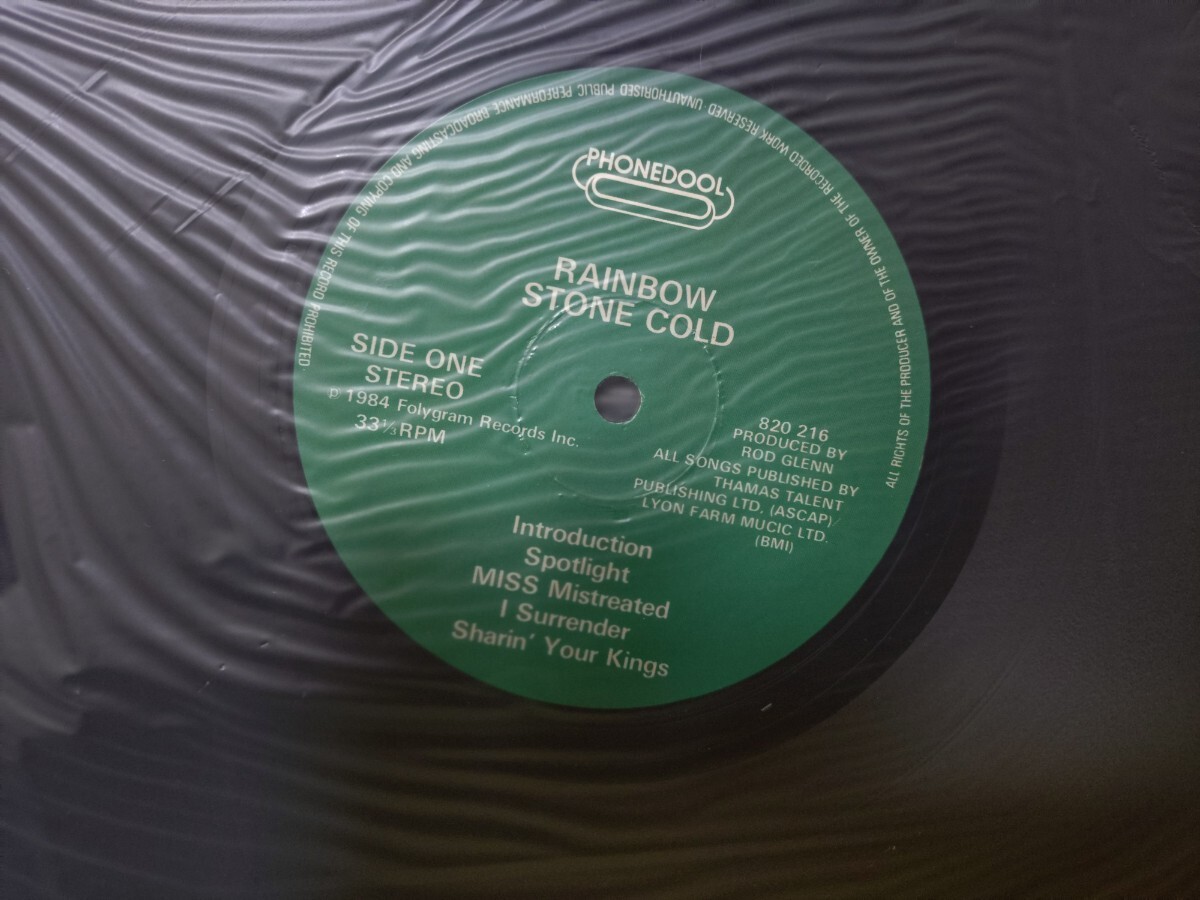 PHONEDOOL
RAINBOW
STONE COLD
SIDE ONE
STEREO
℗ 1984 Folygram Records Inc.
33⅓ RPM
820 216
PRODUCED BY
ROD GLENN
ALL SONGS PUBLISHED BY
THAMAS TALENT
PUBLISHING LTD. (ASCAP)/
LYON FARM MUCIC LTD.
(BMI)
Introduction
Spotlight
MISS Mistreated
I Surrender
Sharin' Your Kings
ALL RIGHTS OF THE PRODUCER AND OF THE OWNER OF THE RECORDED WORK RESERVED · UNAUTHORISED PUBLIC PERFORMANCE BROADCASTING AND COPYING OF THIS RECORD PROHIBITED